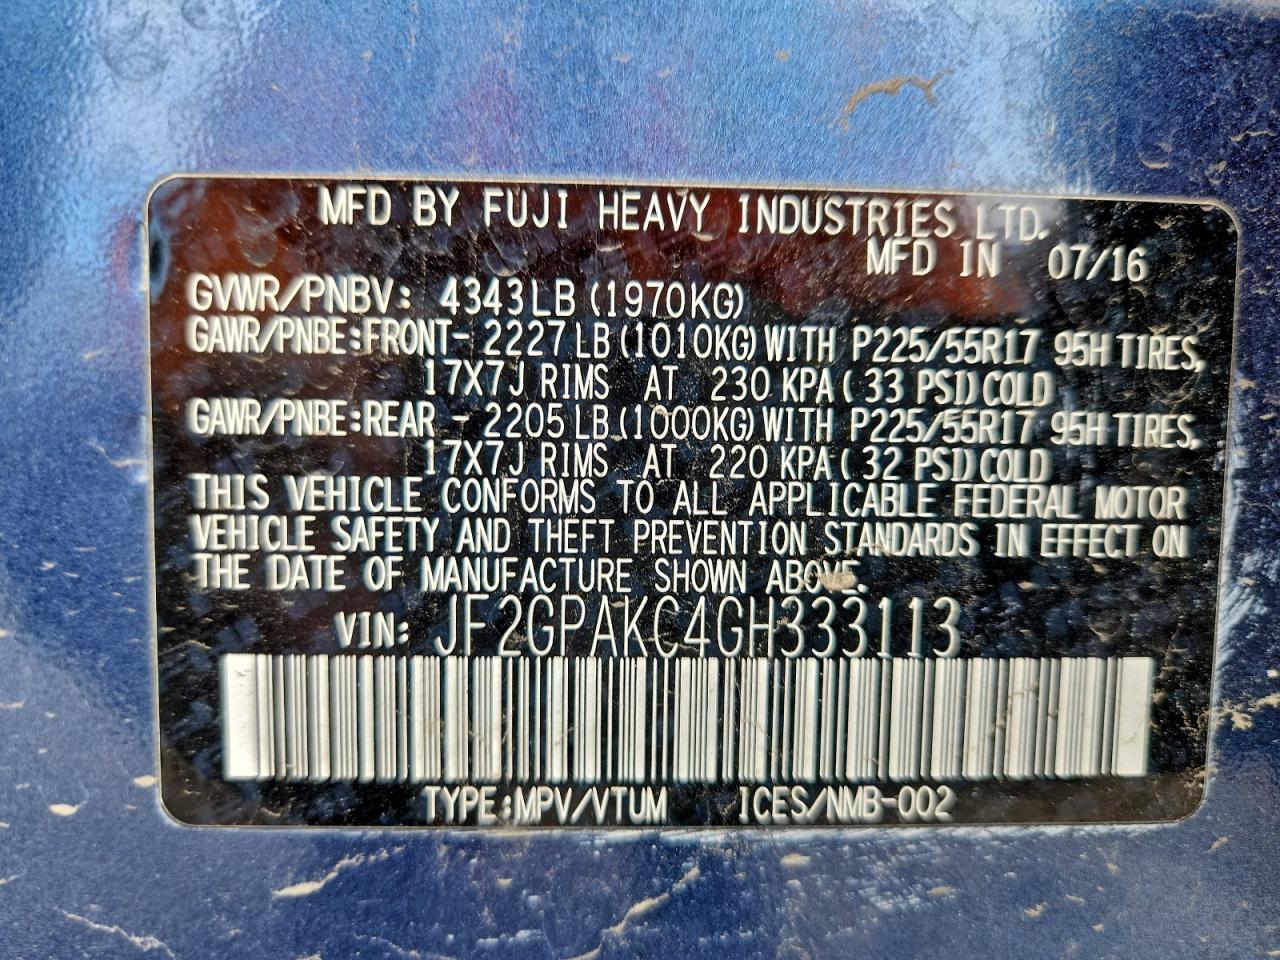 MFD BY FUJI HEAVY INDUSTRIES LTD.
MFD IN 07/16
GVWR/PNBV: 4343LB (1970KG)
GAWR/PNBE:FRONT- 2227 LB (1010KG) WITH P225/55R17 95H TIRES,
17X7J RIMS AT 230 KPA ( 33 PSI) COLD
GAWR/PNBE:REAR - 2205 LB (1000KG) WITH P225/55R17 95H TIRES,
17X7J RIMS AT 220 KPA ( 32 PSI) COLD
THIS VEHICLE CONFORMS TO ALL APPLICABLE FEDERAL MOTOR
VEHICLE SAFETY AND THEFT PREVENTION STANDARDS IN EFFECT ON
THE DATE OF MANUFACTURE SHOWN ABOVE.
VIN: JF2GPAKC4GH333113
TYPE:MPV/VTUM ICES/NMB-002